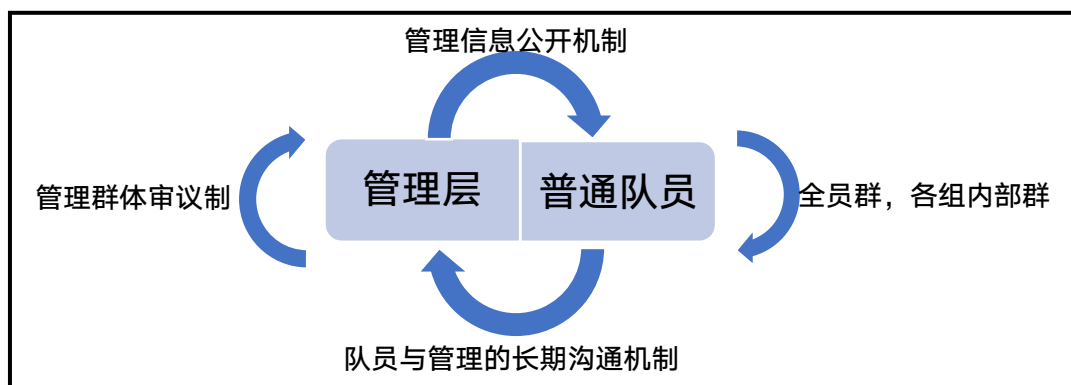 管理信息公开机制
管理层
普通队员
管理群体审议制
全员群，各组内部群
队员与管理的长期沟通机制